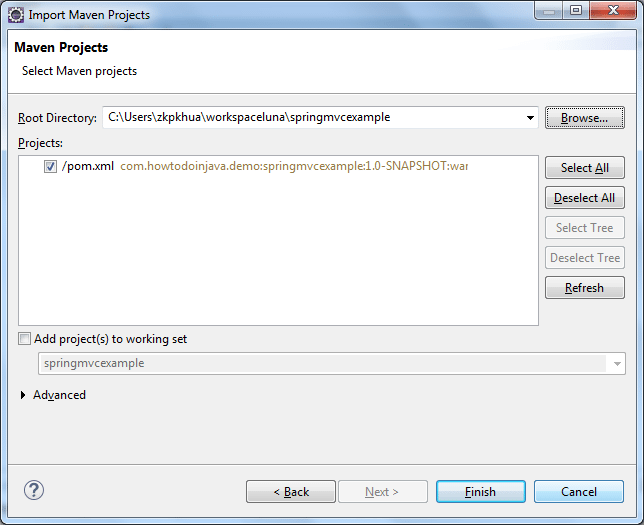 Import Maven Projects
Maven Projects
Select Maven projects
Root Directory: C:\Users\zkpkhua\workspaceluna\springmvcexample Browse...
Projects:
/pom.xml com.howtodoinjava.demo:springmvcexample:1.0-SNAPSHOT:war
Select All
Deselect All
Select Tree
Deselect Tree
Refresh
Add project(s) to working set
springmvcexample
Advanced
? < Back Next > Finish Cancel